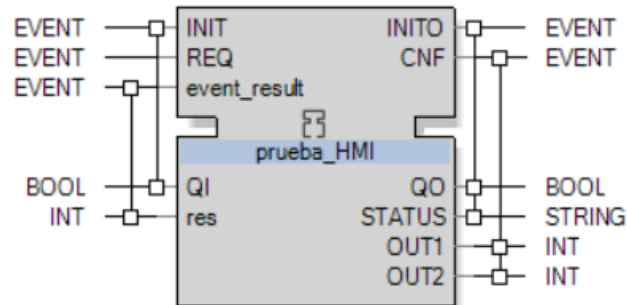 EVENT INIT INITO EVENT
EVENT REQ CNF EVENT
EVENT event_result
prueba_HMI
BOOL QI QO BOOL
INT res STATUS STRING
OUT1 INT
OUT2 INT